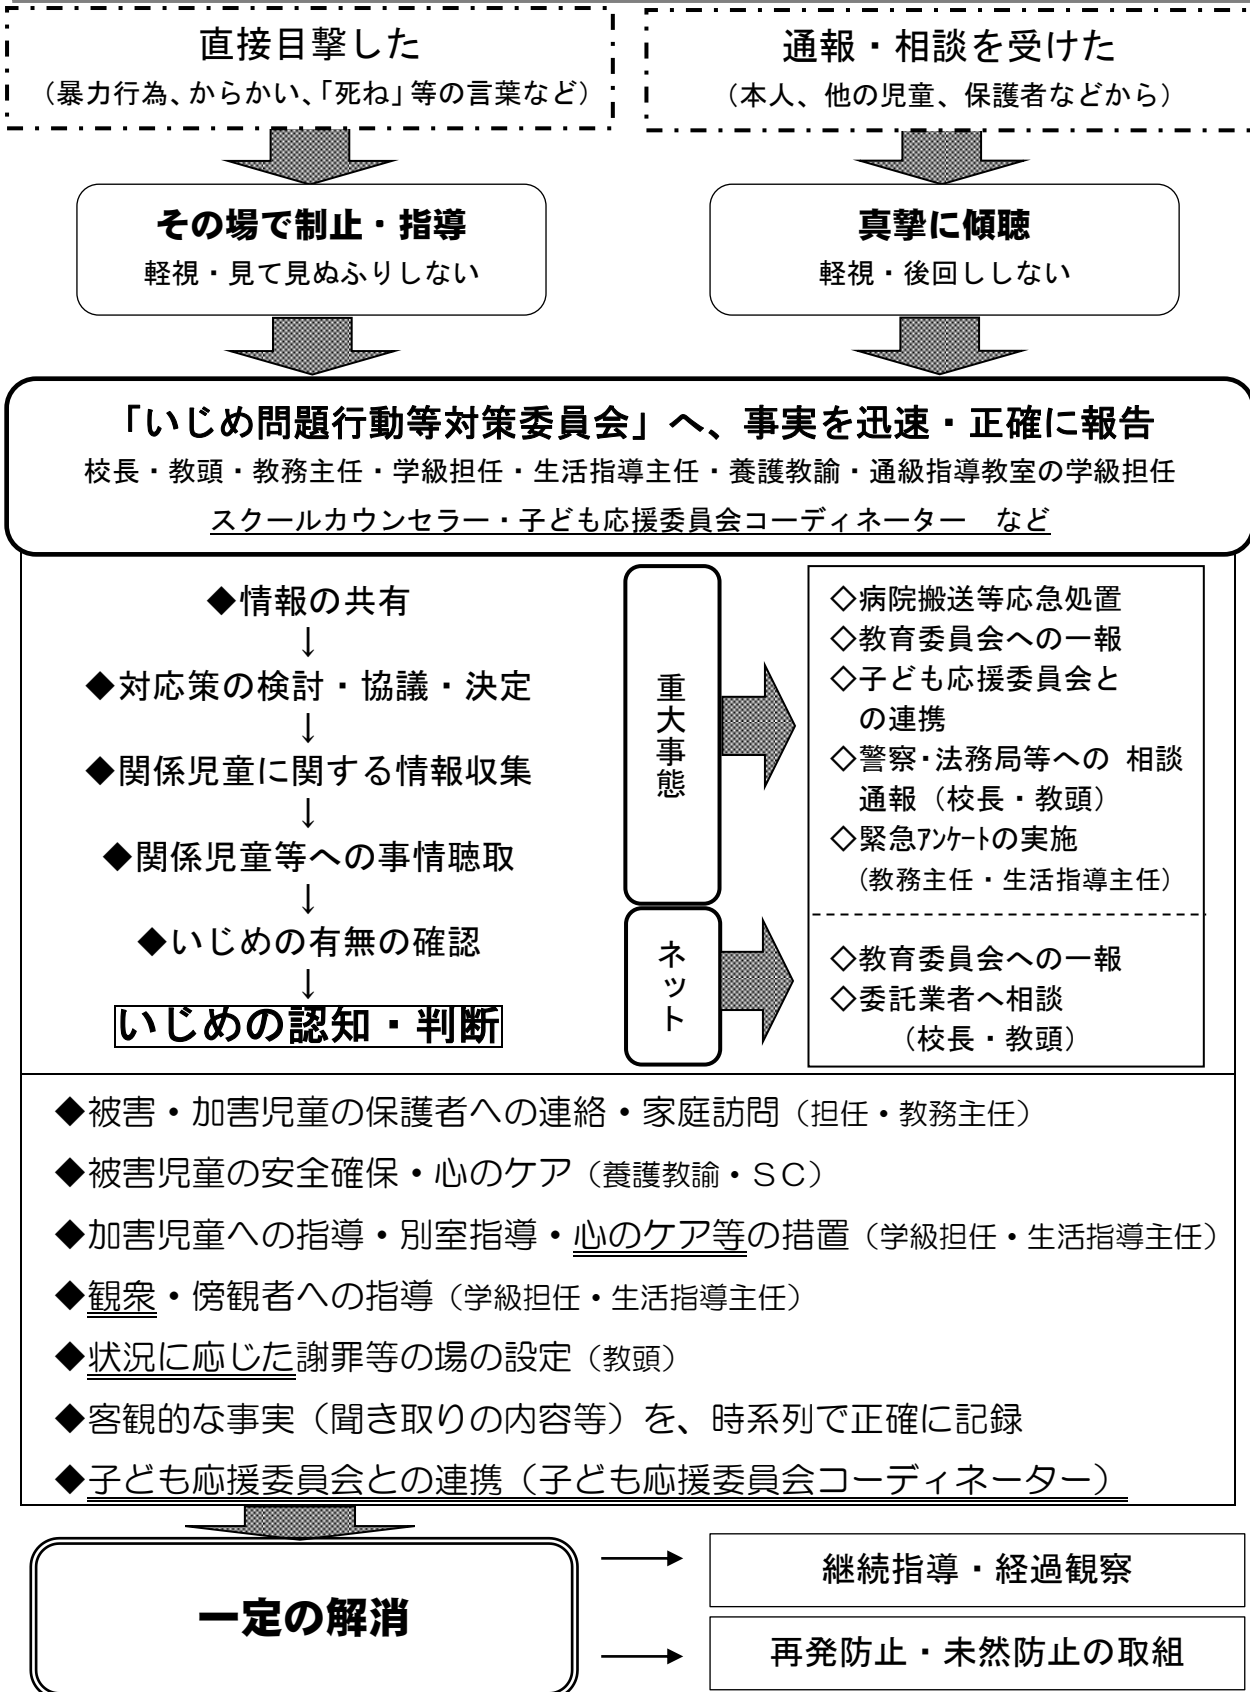 直接目撃した
（暴力行為、からかい、「死ね」等の言葉など）
通報・相談を受けた
（本人、他の児童、保護者などから）
その場で制止・指導
軽視・見て見ぬふりしない
真摯に傾聴
軽視・後回ししない
「いじめ問題行動等対策委員会」へ、事実を迅速・正確に報告
校長・教頭・教務主任・学級担任・生活指導主任・養護教諭・通級指導教室の学級担任
スクールカウンセラー・子ども応援委員会コーディネーター　など
◆情報の共有
↓
◆対応策の検討・協議・決定
↓
◆関係児童に関する情報収集
↓
◆関係児童等への事情聴取
↓
◆いじめの有無の確認
↓
いじめの認知・判断
重大事態
◇病院搬送等応急処置
◇教育委員会への一報
◇子ども応援委員会と
の連携
◇警察・法務局等への 相談
通報（校長・教頭）
◇緊急ｱﾝｹｰﾄの実施
（教務主任・生活指導主任）
ネット
◇教育委員会への一報
◇委託業者へ相談
（校長・教頭）
◆被害・加害児童の保護者への連絡・家庭訪問（担任・教務主任）
◆被害児童の安全確保・心のケア（養護教諭・ＳＣ）
◆加害児童への指導・別室指導・心のケア等の措置（学級担任・生活指導主任）
◆観衆・傍観者への指導（学級担任・生活指導主任）
◆状況に応じた謝罪等の場の設定（教頭）
◆客観的な事実（聞き取りの内容等）を、時系列で正確に記録
◆子ども応援委員会との連携（子ども応援委員会コーディネーター）
一定の解消
継続指導・経過観察
再発防止・未然防止の取組